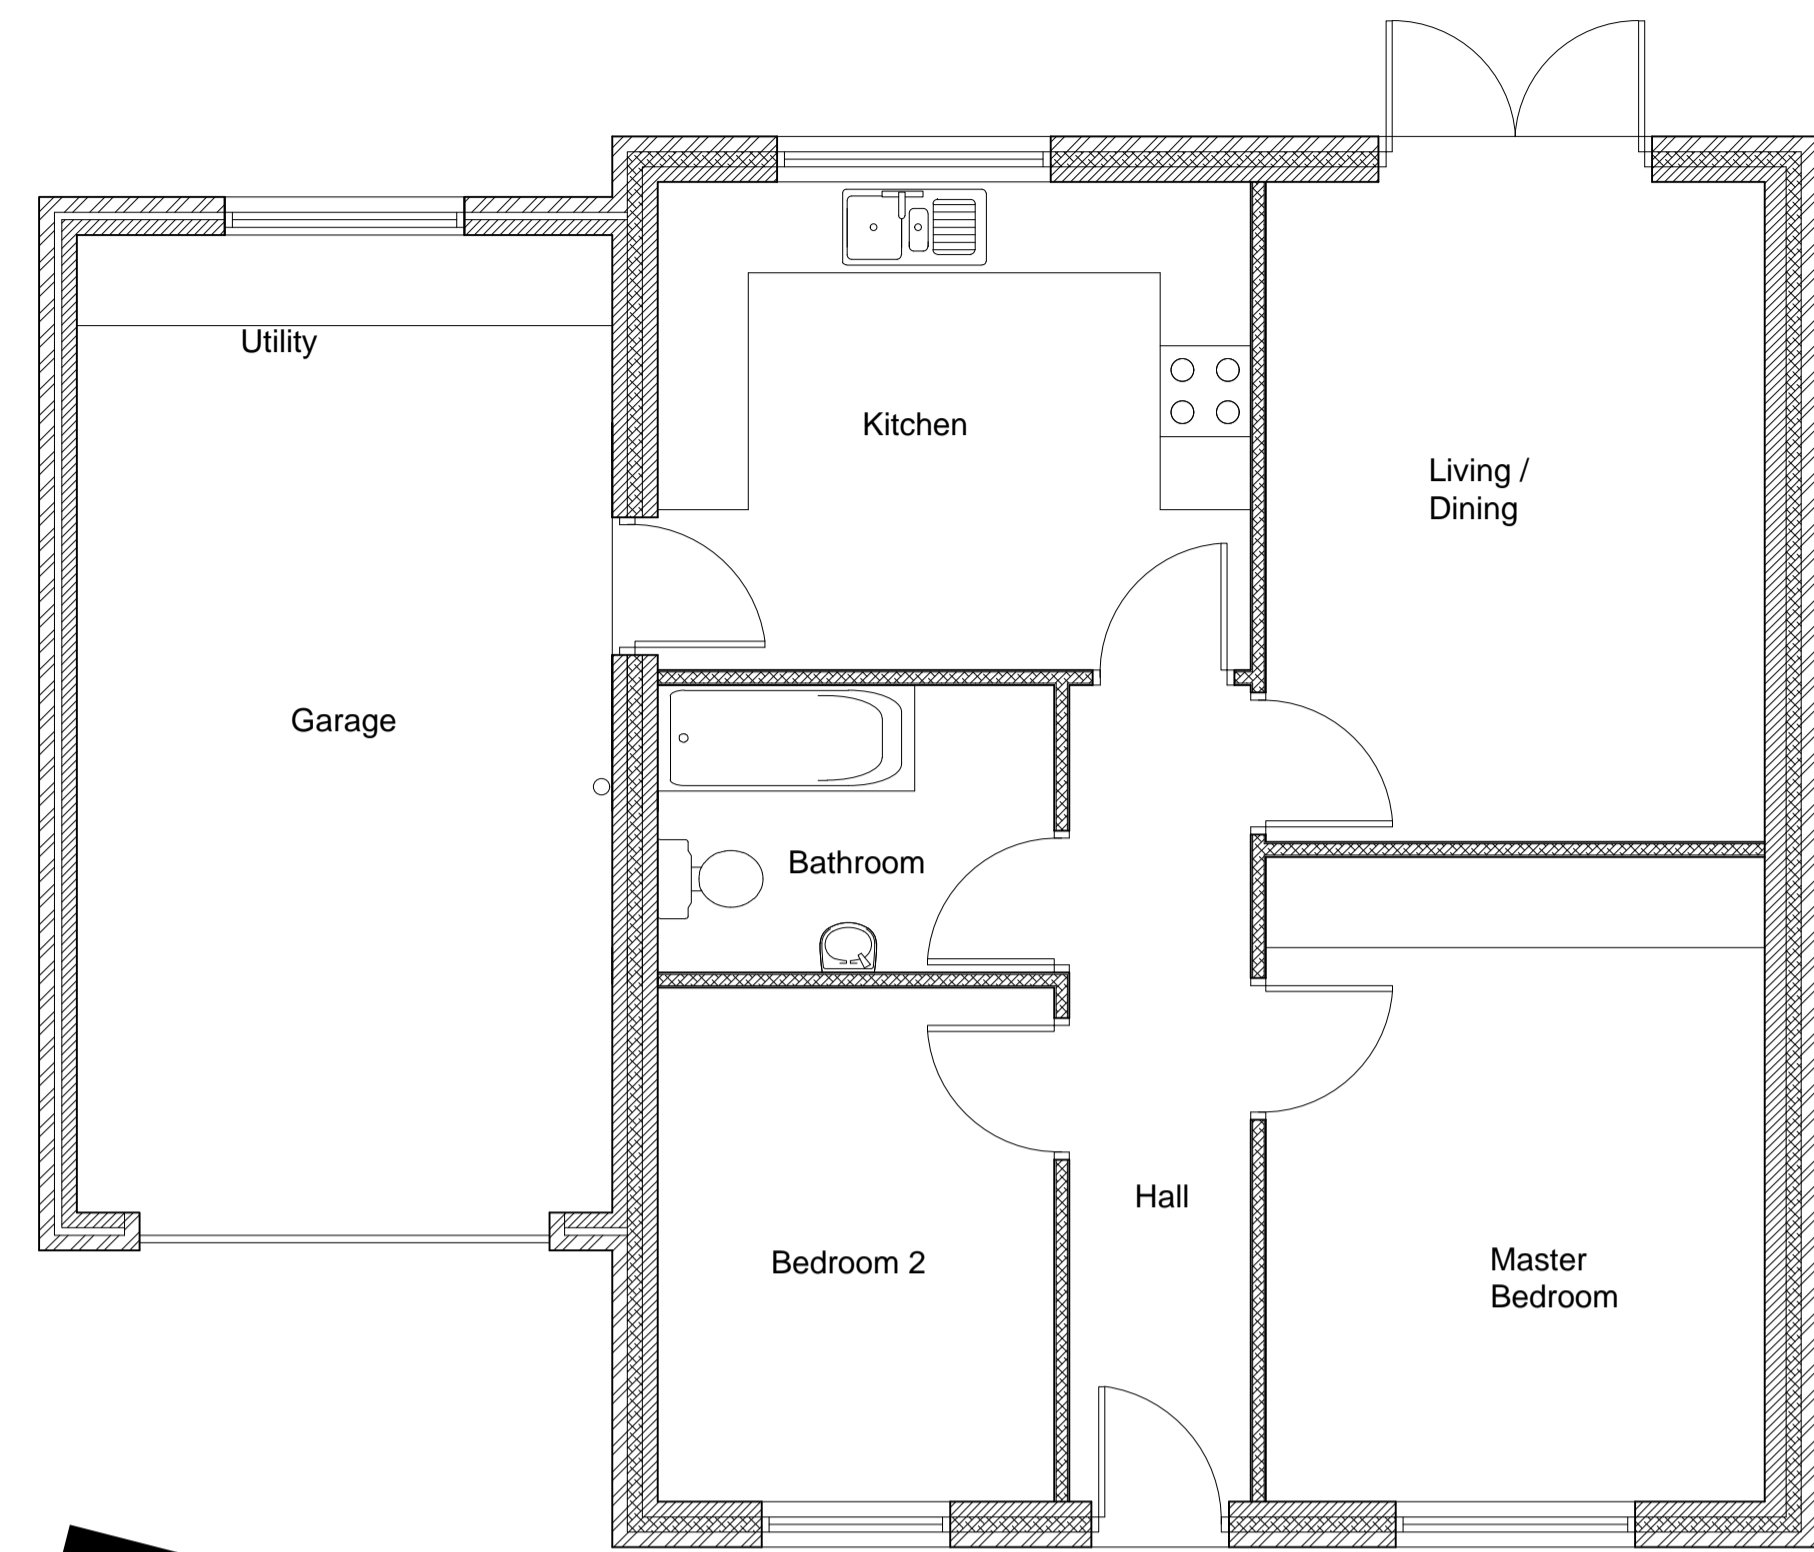 Utility
Kitchen
Living /
Dining
Garage
Bathroom
Hall
Bedroom 2
Master
Bedroom